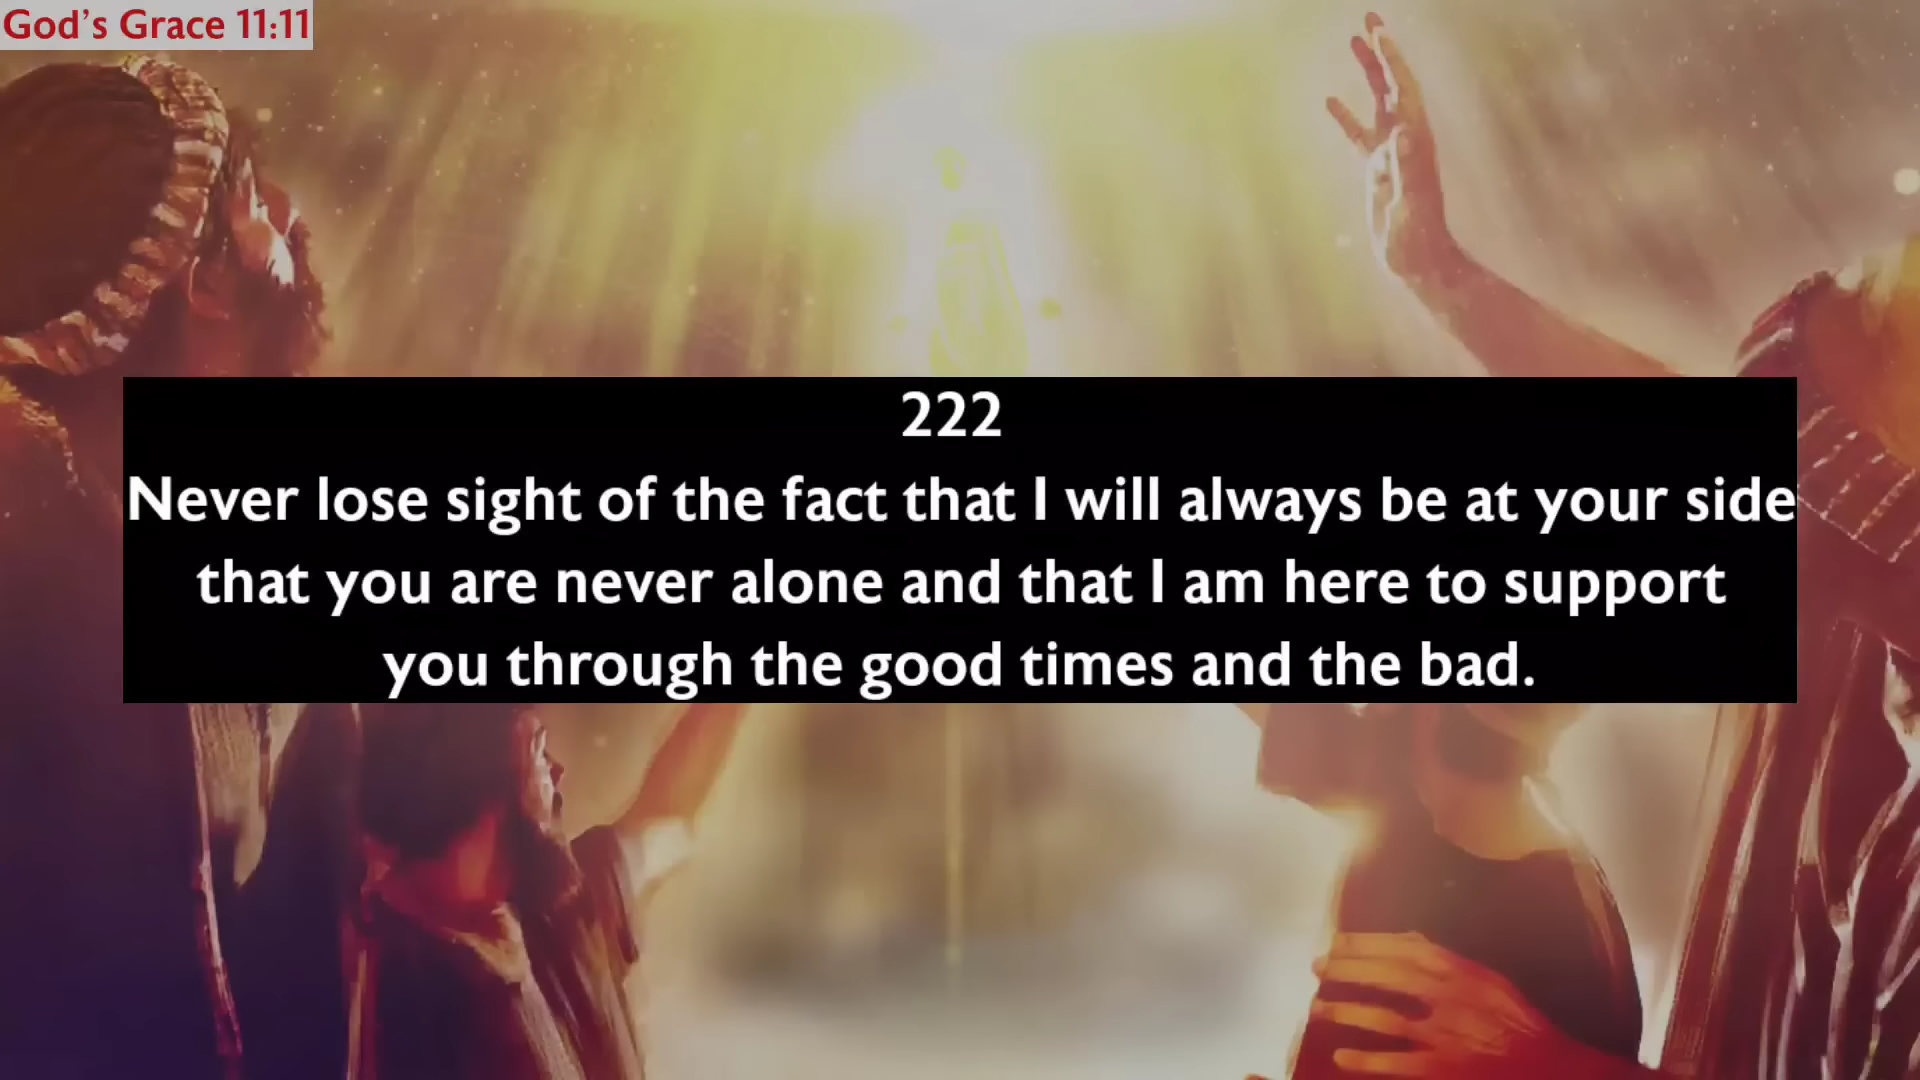 God's Grace 11:11
222
Never lose sight of the fact that I will always be at your side
that you are never alone and that I am here to support
you through the good times and the bad.